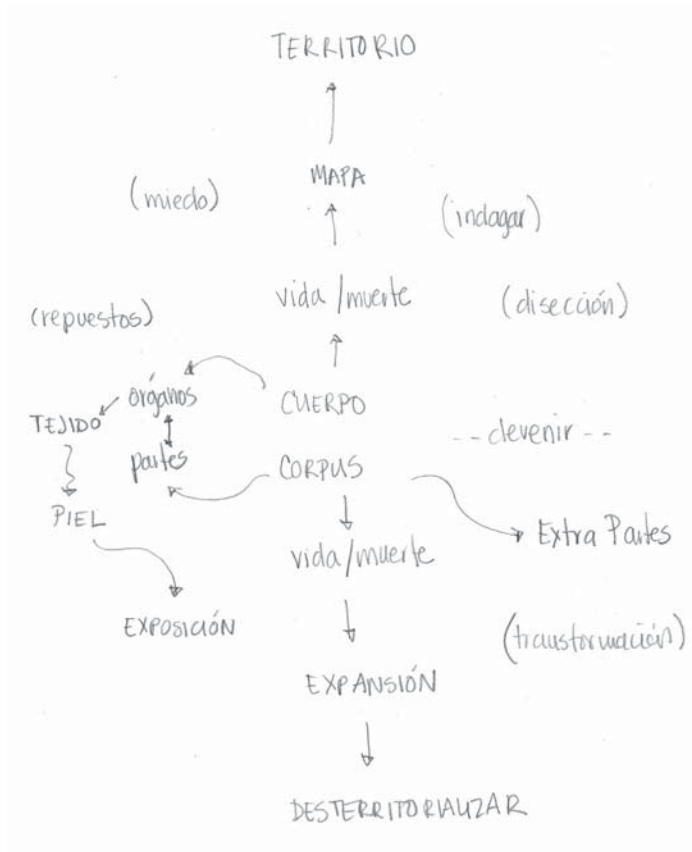 TERRITORIO
MAPA
(miedo)
(indagar)
vida/muerte
(disección)
(repuestos)
órganos
CUERPO
TEJIDO
--devenir--
partes
CORPUS
PIEL
Extra Partes
vida/muerte
EXPOSICIÓN
(transformación)
EXPANSIÓN
DESTERRITORIALIZAR